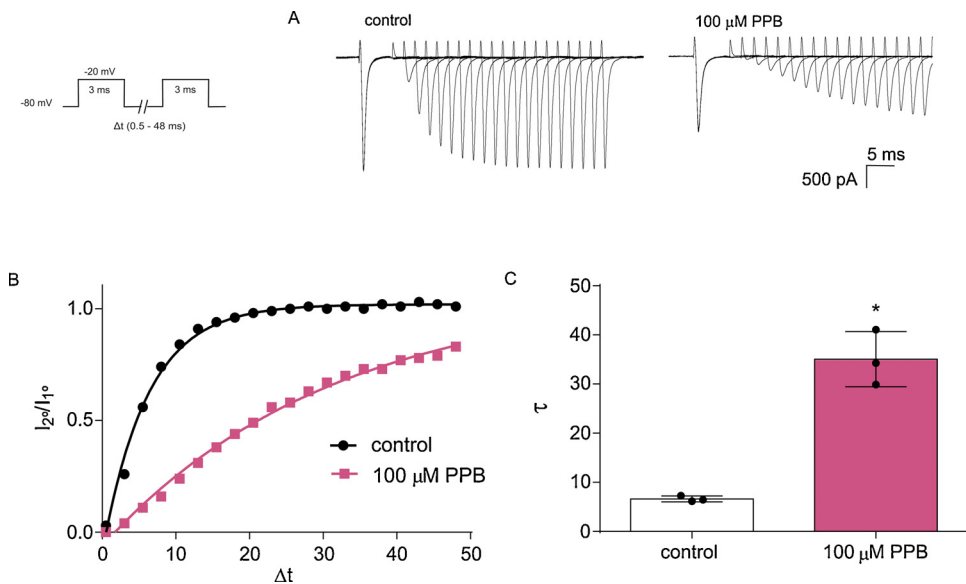 A
control
100 μM PPB
-20 mV
3 ms
3 ms
-80 mV
Δt (0.5 - 48 ms)
5 ms
500 pA
B
I2º/I1º
1.0
0.5
0.0
control
100 μM PPB
0
10
20
30
40
50
Δt
C
τ
50
40
30
20
10
0
*
control
100 μM PPB